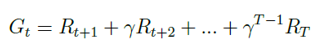 G_t = R_{t+1} + γR_{t+2} + ... + γ^{T-1}R_T